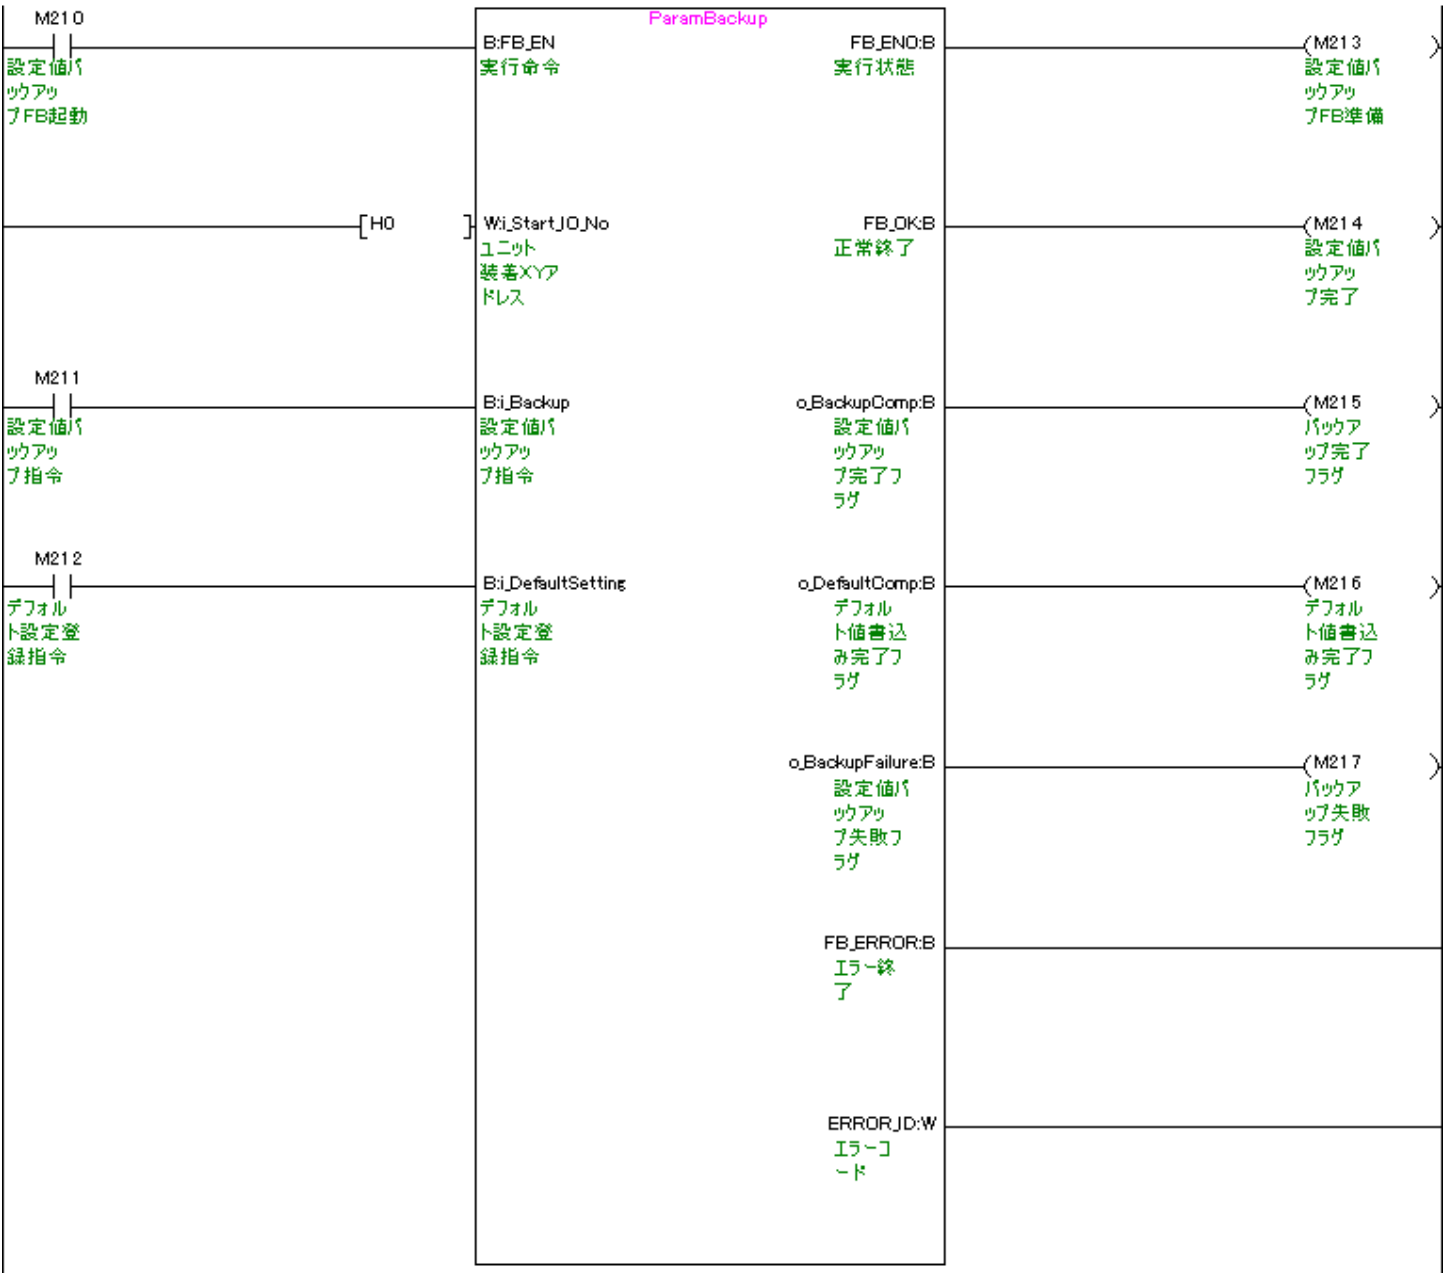 M210
設定値バ
ックアッ
プFB起動
ParamBackup
B:FB_EN
実行命令
FB_ENO:B
実行状態
(M213 )
設定値バ
ックアッ
プFB準備
[H0 ]
W:i_Start_IO_No
ユニット
装着XYア
ドレス
FB_OK:B
正常終了
(M214 )
設定値バ
ックアッ
プ完了
M211
設定値バ
ックアッ
プ指令
B:i_Backup
設定値バ
ックアッ
プ指令
o_BackupComp:B
設定値バ
ックアッ
プ完了フ
ラグ
(M215 )
バックア
ップ完了
フラグ
M212
デフォル
ト設定登
録指令
B:i_DefaultSetting
デフォル
ト設定登
録指令
o_DefaultComp:B
デフォル
ト値書込
み完了フ
ラグ
(M216 )
デフォル
ト値書込
み完了フ
ラグ
o_BackupFailure:B
設定値バ
ックアッ
プ失敗フ
ラグ
(M217 )
バックア
ップ失敗
フラグ
FB_ERROR:B
エラー終
了
ERROR_ID:W
エラーコ
ード